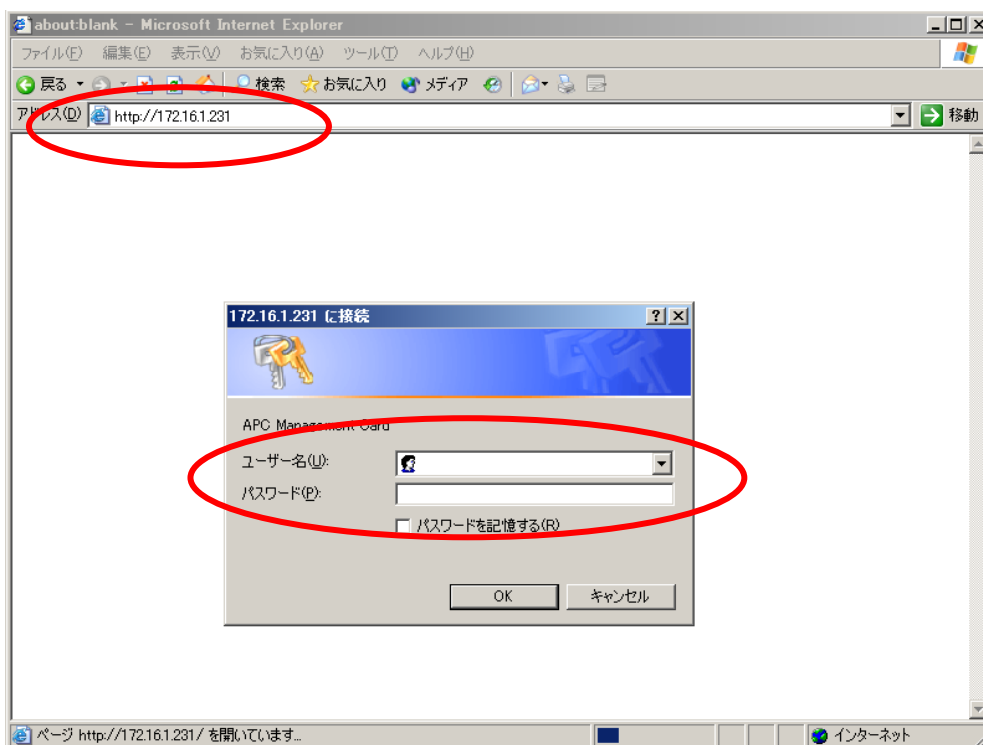 about:blank - Microsoft Internet Explorer
ファイル(F) 編集(E) 表示(V) お気に入り(A) ツール(T) ヘルプ(H)
戻る 検索 お気に入り メディア
アドレス(D) http://172.16.1.231 移動
172.16.1.231 に接続
APC Management Card
ユーザー名(U):
パスワード(P):
パスワードを記憶する(R)
OK キャンセル
ページ http://172.16.1.231/ を開いています... インターネット